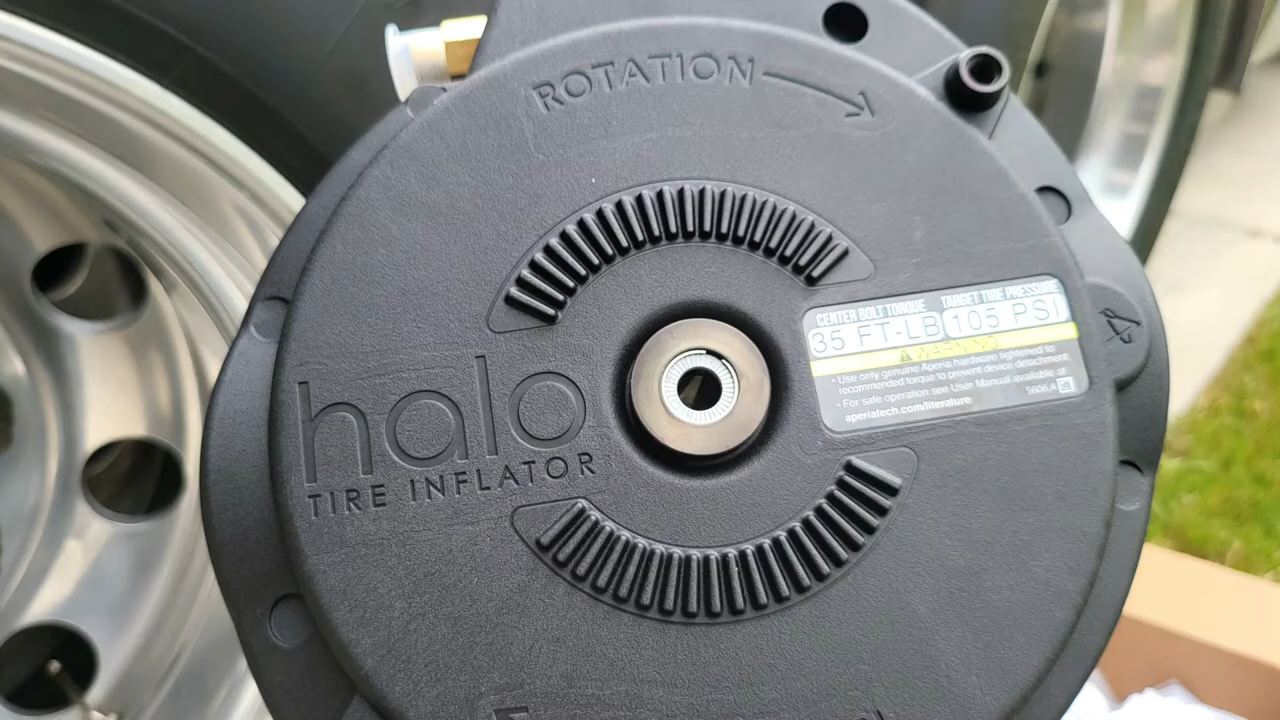 ROTATION
CENTER BOLT TORQUE TARGET TIRE PRESSURE
35 FT-LB 105 PSI
WARNING
• Use only genuine Aperia hardware tightened to
recommended torque to prevent device detachment
• For safe operation see User Manual available at
aperiatech.com/literature 5606.A
halo
TIRE INFLATOR